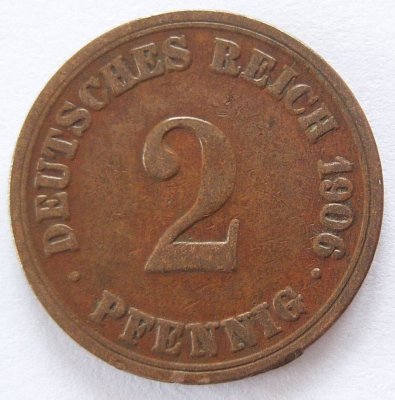 DEUTSCHES REICH 1906
2
· PFENNIG ·